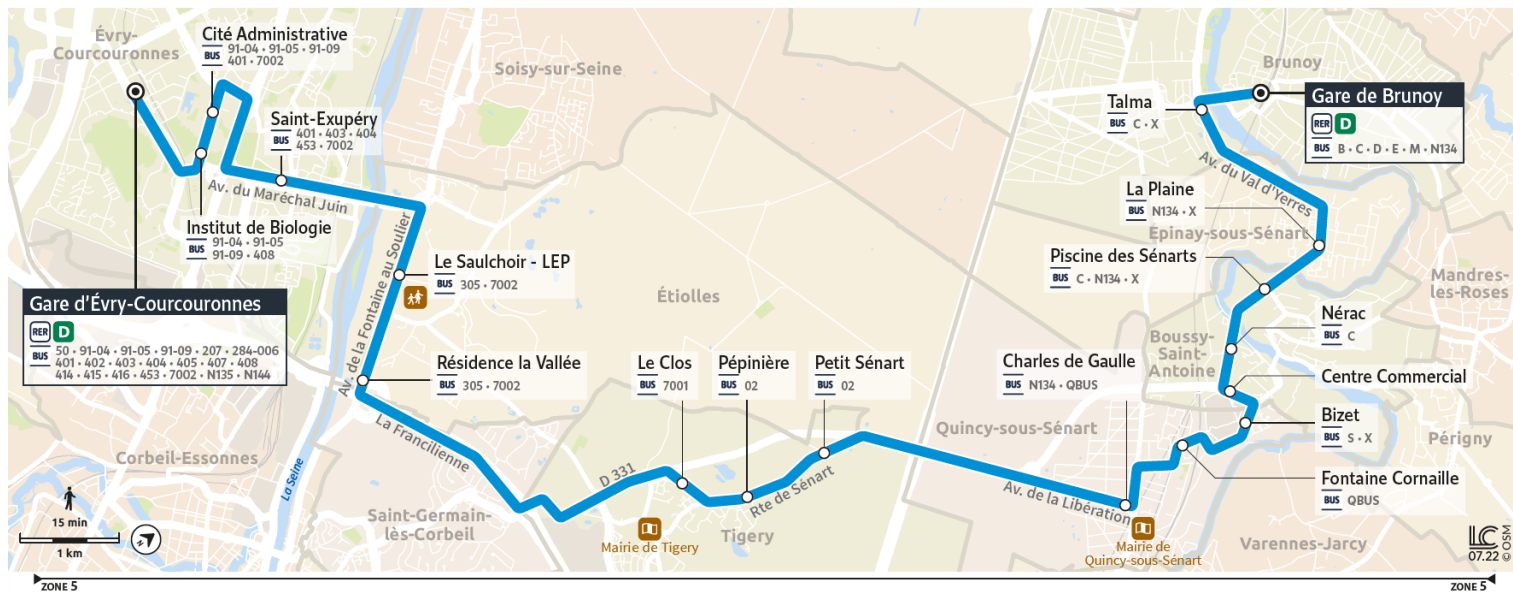 Évry-
Courcouronnes
Cité Administrative
BUS 91-04 • 91-05 • 91-09
401 • 7002
Saint-Exupéry
BUS 401 • 403 • 404
453 • 7002
Av. du Maréchal Juin
Institut de Biologie
BUS 91-04 • 91-05
91-09 • 408
Gare d'Évry-Courcouronnes
RER D
BUS 50 • 91-04 • 91-05 • 91-09 • 207 • 284-006
401 • 402 • 403 • 404 • 405 • 407 • 408
414 • 415 • 416 • 453 • 7002 • N135 • N144
Soisy-sur-Seine
Av. de la Fontaine au Soulier
Le Saulchoir - LEP
BUS 305 • 7002
Résidence la Vallée
BUS 305 • 7002
La Francilienne
Corbeil-Essonnes
La Seine
15 min
1 km
Saint-Germain-
lès-Corbeil
Étiolles
D 331
Le Clos
BUS 7001
Pépinière
BUS 02
Petit Sénart
BUS 02
Rte de Sénart
Mairie de Tigery
Tigery
Quincy-sous-Sénart
Charles de Gaulle
BUS N134 • QBUS
Av. de la Libération
Mairie de
Quincy-sous-Sénart
Brunoy
Talma
BUS C • X
Gare de Brunoy
RER D
BUS B • C • D • E • M • N134
Av. du Val d'Yerres
La Plaine
BUS N134 • X
Epinay-sous-Sénart
Piscine des Sénarts
BUS C • N134 • X
Mandres-
les-Roses
Nérac
BUS C
Boussy-
Saint-
Antoine
Centre Commercial
Bizet
BUS S • X
Périgny
Fontaine Cornaille
BUS QBUS
Varennes-Jarcy
LC
07.22
© OSM
ZONE 5
ZONE 5